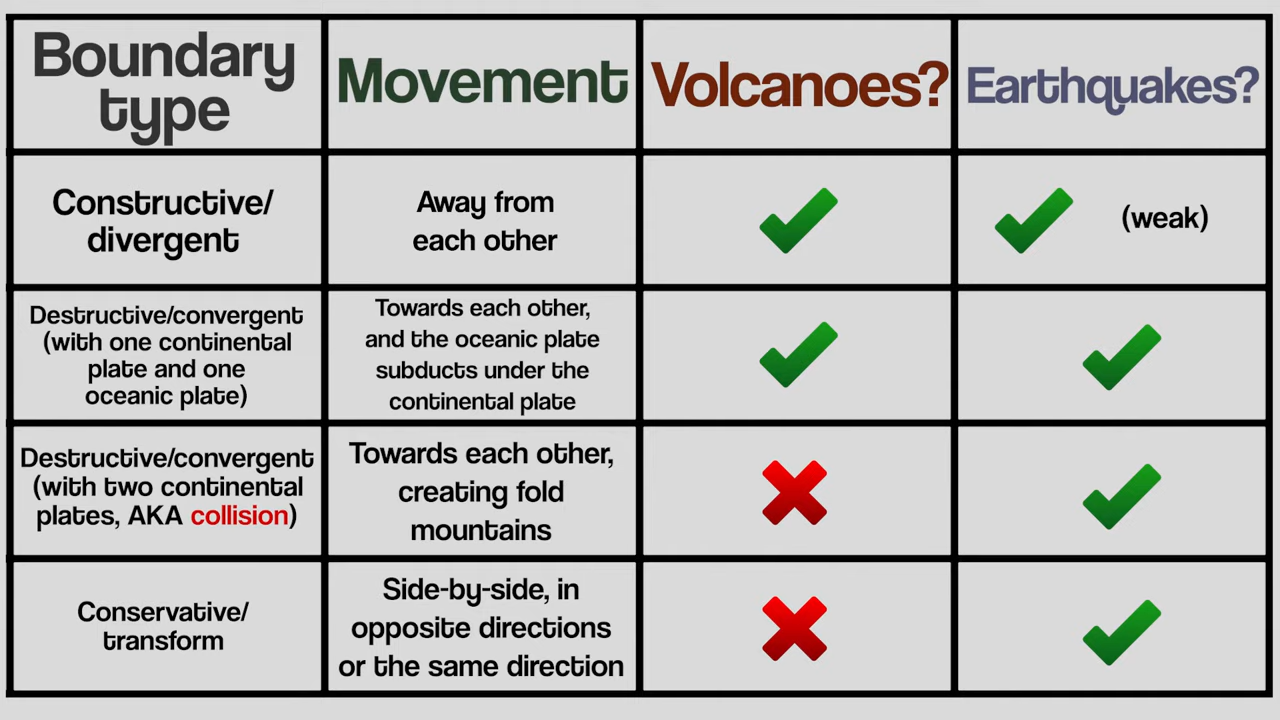 Boundary
type
Movement
Volcanoes?
Earthquakes?
Constructive/
divergent
Away from
each other
(weak)
Destructive/convergent
(with one continental
plate and one
oceanic plate)
Towards each other,
and the oceanic plate
subducts under the
continental plate
Destructive/convergent
(with two continental
plates, AKA collision)
Towards each other,
creating fold
mountains
Conservative/
transform
Side-by-side, in
opposite directions
or the same direction